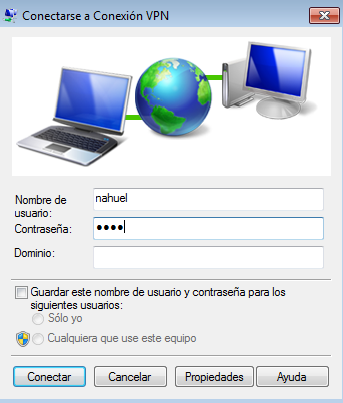 Conectarse a Conexión VPN
Nombre de
usuario:
nahuel
Contraseña:
••••
Dominio:
Guardar este nombre de usuario y contraseña para los
siguientes usuarios:
Sólo yo
Cualquiera que use este equipo
Conectar
Cancelar
Propiedades
Ayuda